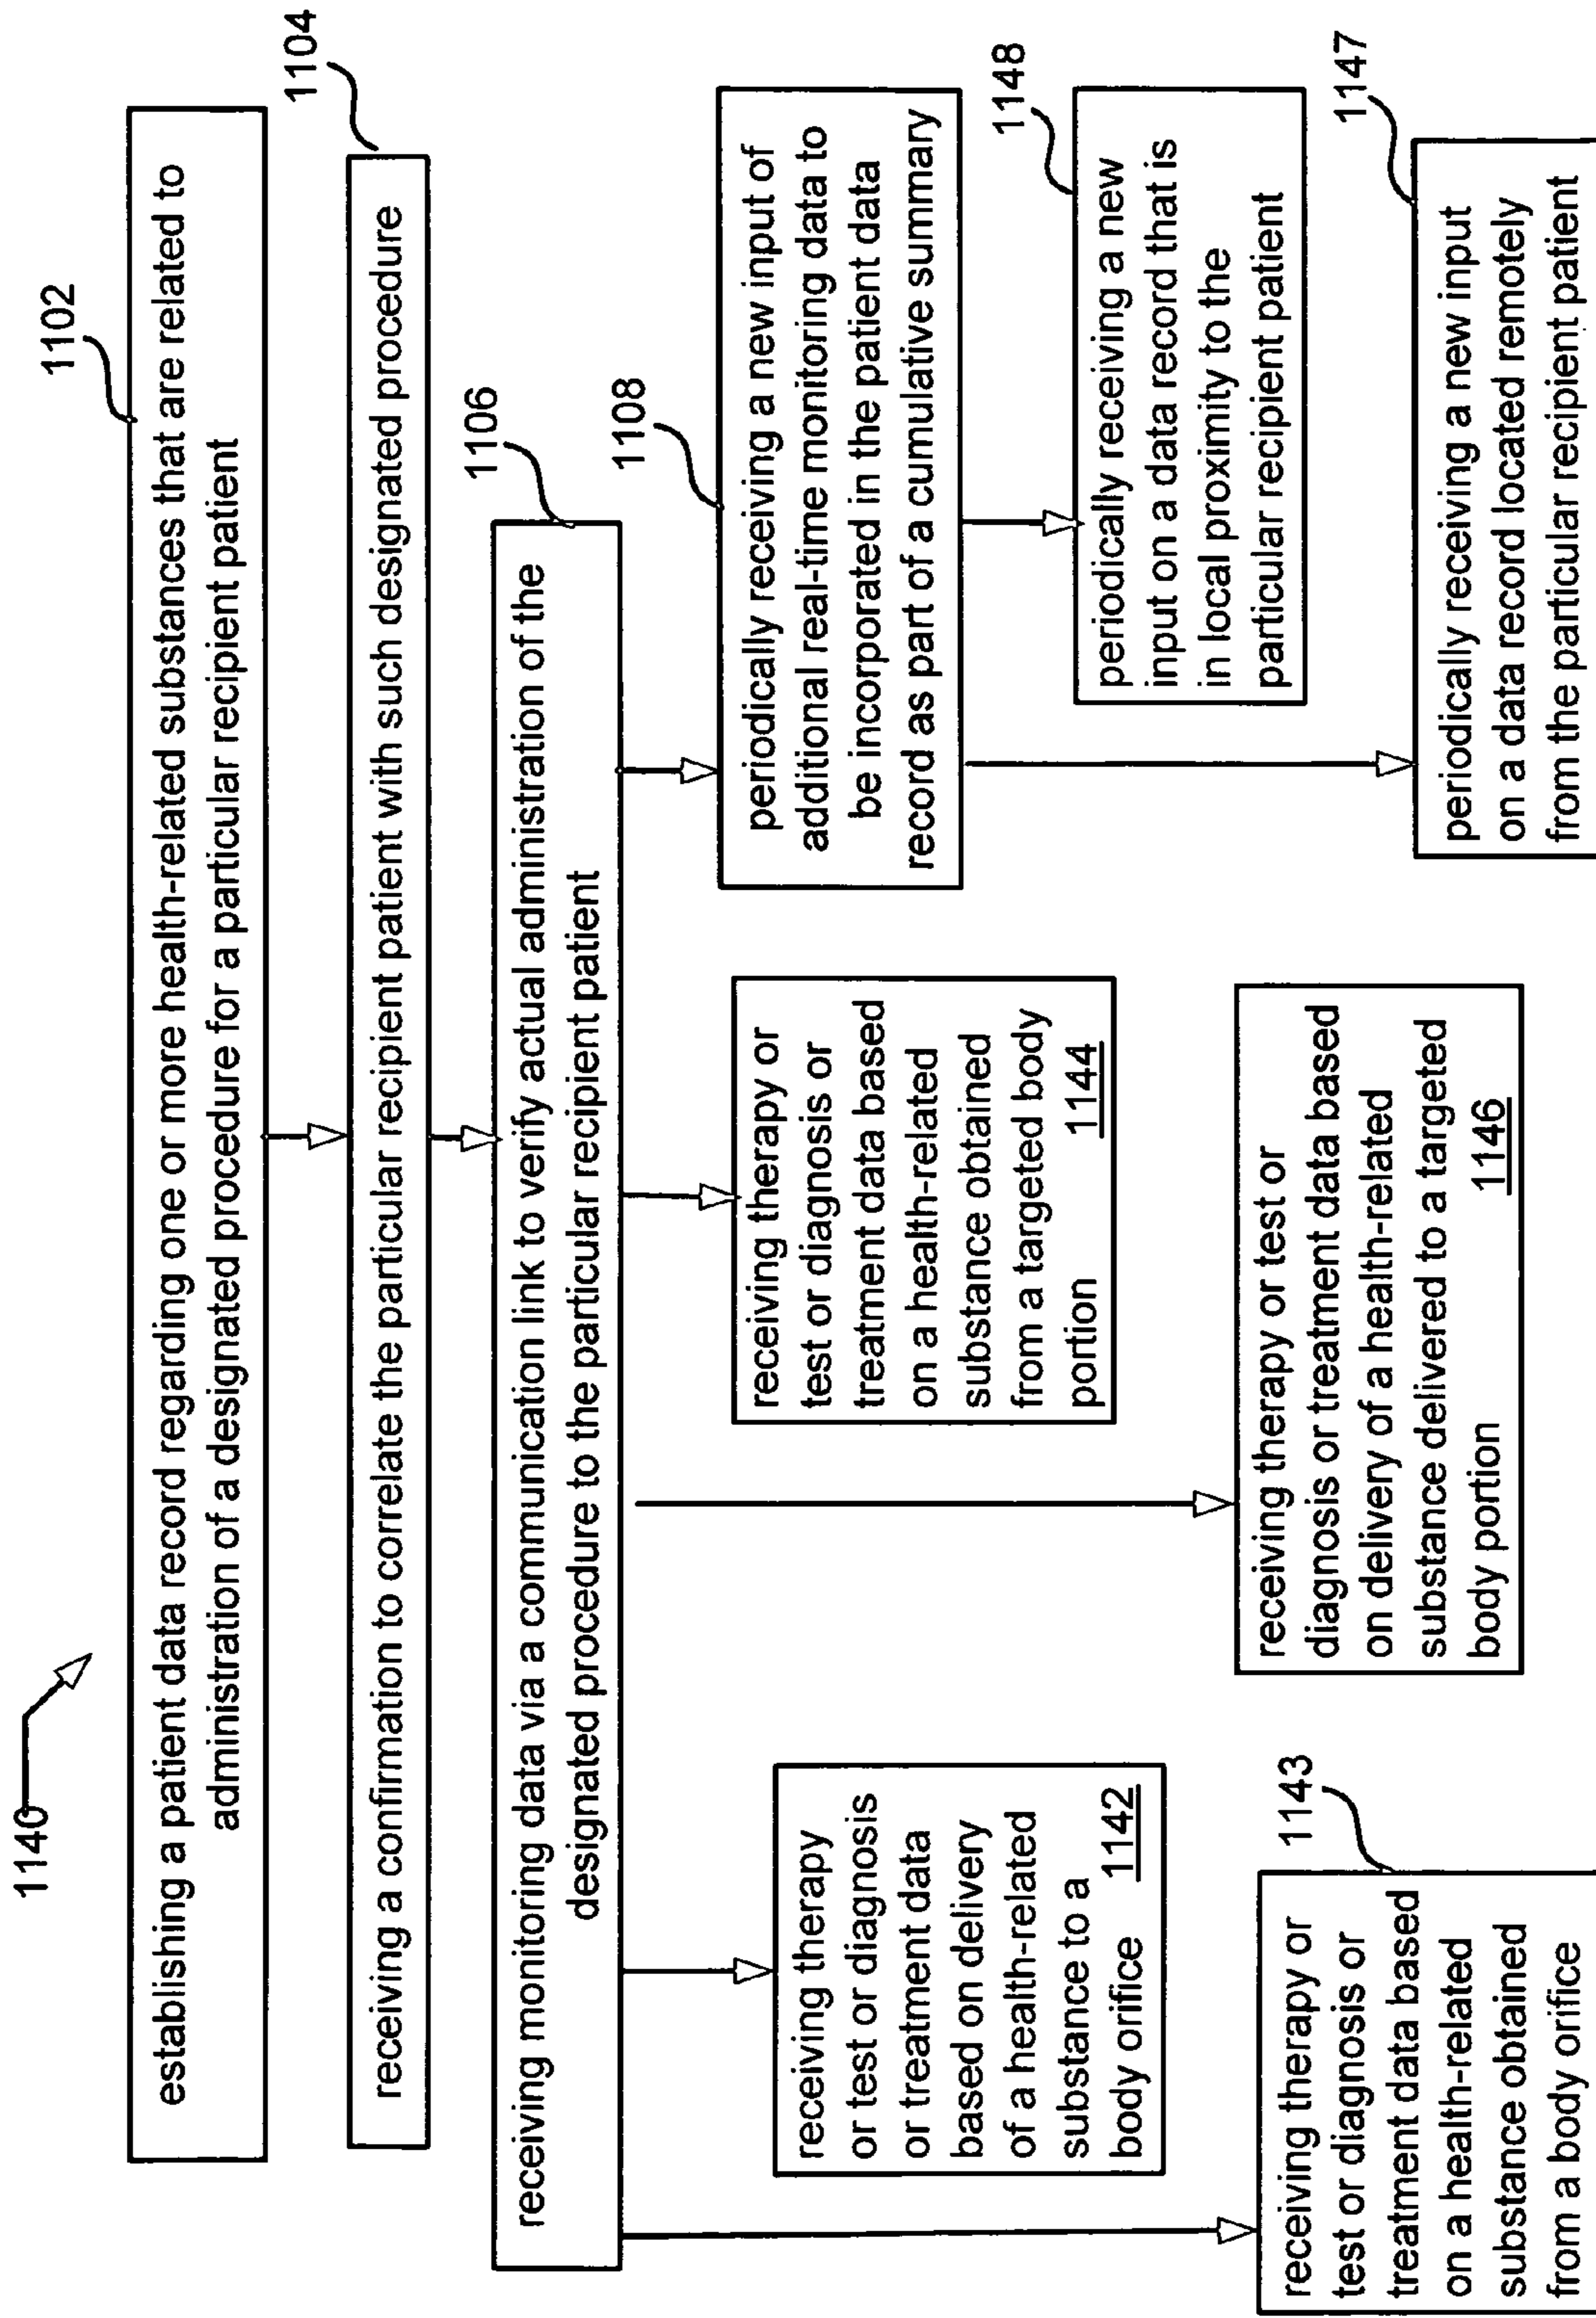 1140
1102
establishing a patient data record regarding one or more health-related substances that are related to
administration of a designated procedure for a particular recipient patient
1104
receiving a confirmation to correlate the particular recipient patient with such designated procedure
1106
receiving monitoring data via a communication link to verify actual administration of the
designated procedure to the particular recipient patient
1108
periodically receiving a new input of
additional real-time monitoring data to
be incorporated in the patient data
record as part of a cumulative summary
receiving therapy
or test or diagnosis
or treatment data
based on delivery
of a health-related
substance to a
body orifice 1142
receiving therapy or
test or diagnosis or
treatment data based
on a health-related
substance obtained
from a targeted body
portion 1144
1148
periodically receiving a new
input on a data record that is
in local proximity to the
particular recipient patient
1143
receiving therapy or
test or diagnosis or
treatment data based
on a health-related
substance obtained
from a body orifice
receiving therapy or test or
diagnosis or treatment data based
on delivery of a health-related
substance delivered to a targeted
body portion 1146
1147
periodically receiving a new input
on a data record located remotely
from the particular recipient patient